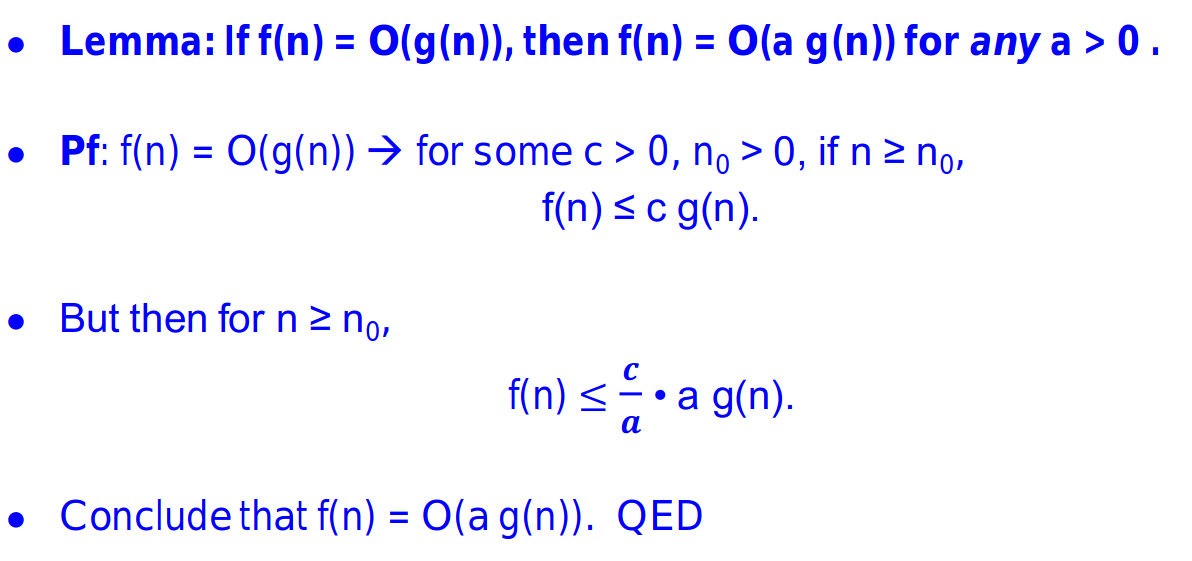 • Lemma: If f(n) = O(g(n)), then f(n) = O(a g(n)) for any a > 0 .
• Pf: f(n) = O(g(n)) → for some c > 0, n₀ > 0, if n ≥ n₀,
f(n) ≤ c g(n).
• But then for n ≥ n₀,
f(n) ≤ c/a • a g(n).
• Conclude that f(n) = O(a g(n)). QED